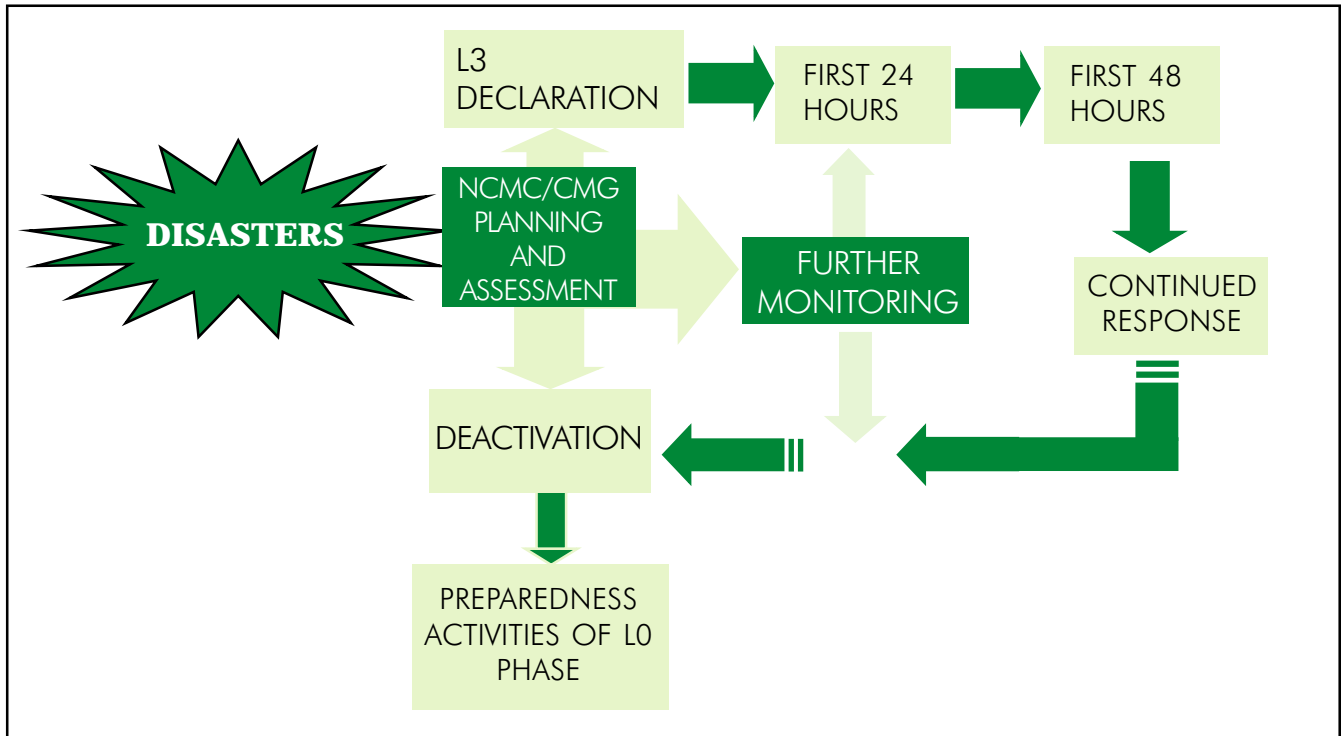 L3
DECLARATION
FIRST 24
HOURS
FIRST 48
HOURS
DISASTERS
NCMC/CMG
PLANNING
AND
ASSESSMENT
FURTHER
MONITORING
CONTINUED
RESPONSE
DEACTIVATION
PREPAREDNESS
ACTIVITIES OF L0
PHASE